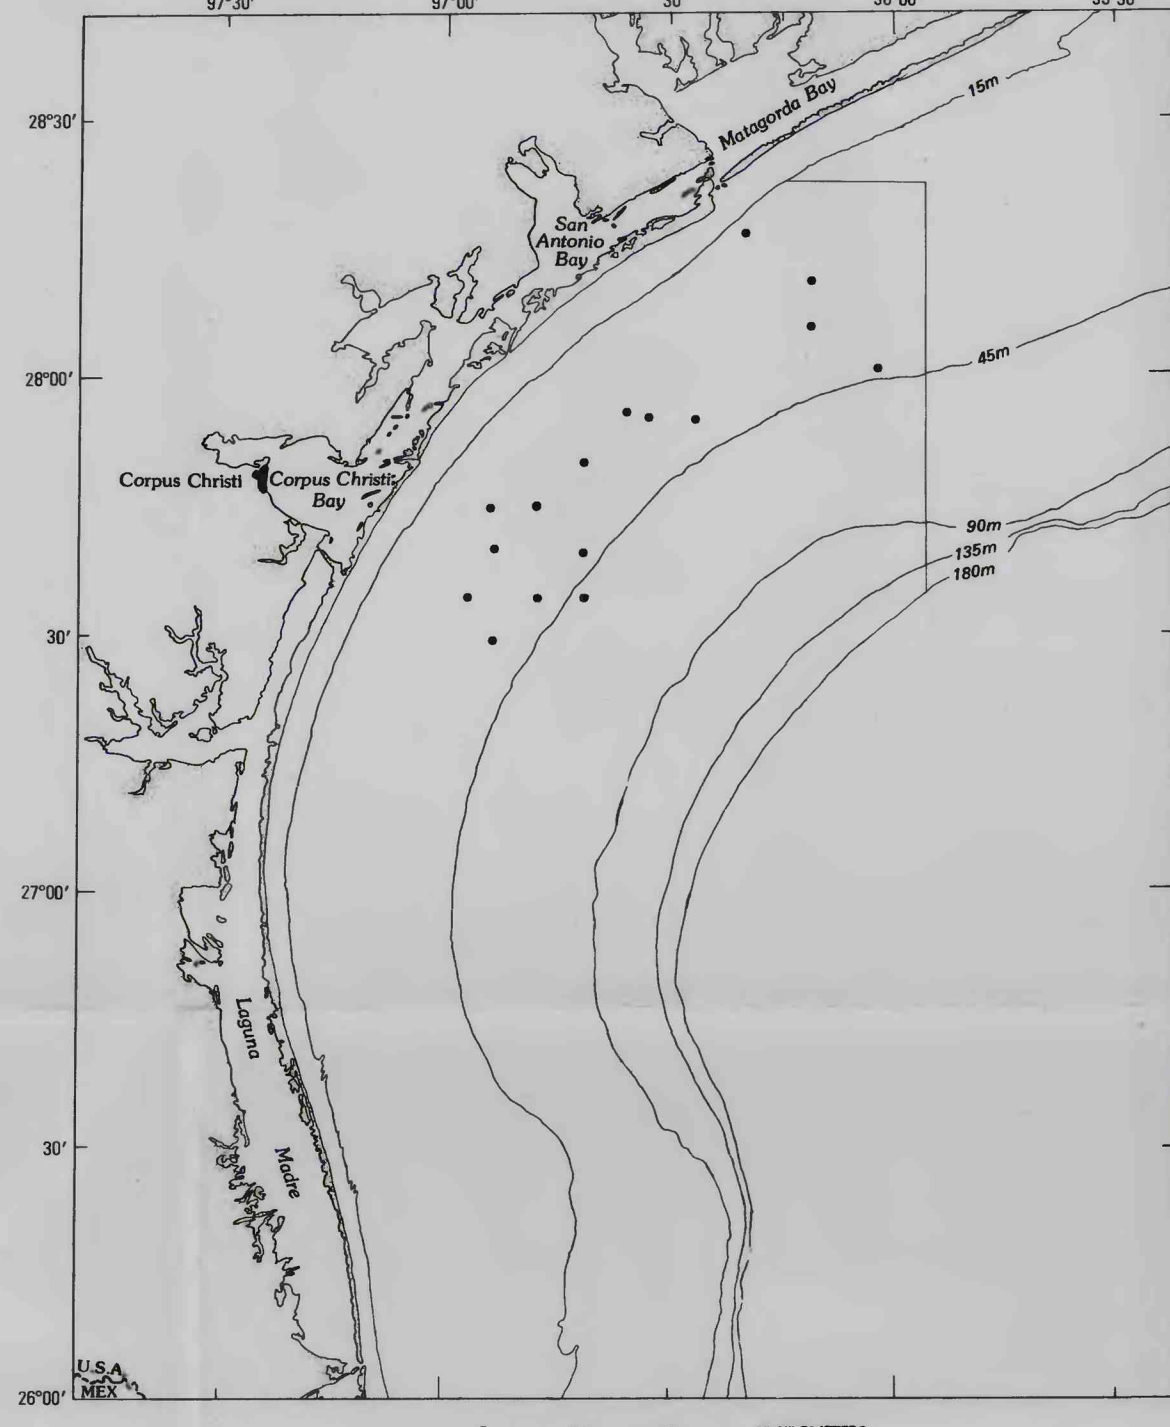 97°30' 97°00' 30'
28°30'
Matagorda Bay
15m
San
Antonio
Bay
45m
28°00'
Corpus Christi
Corpus Christi
Bay
90m
135m
180m
30'
27°00'
Laguna
Madre
30'
U.S.A
MEX
26°00'